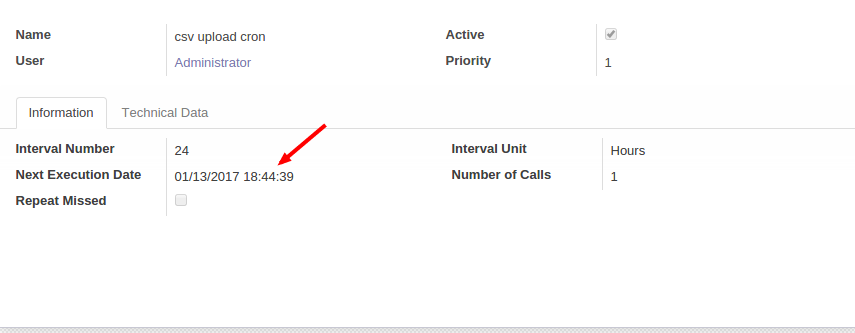 Name csv upload cron Active
User Administrator Priority 1
Information Technical Data
Interval Number 24 Interval Unit Hours
Next Execution Date 01/13/2017 18:44:39 Number of Calls 1
Repeat Missed